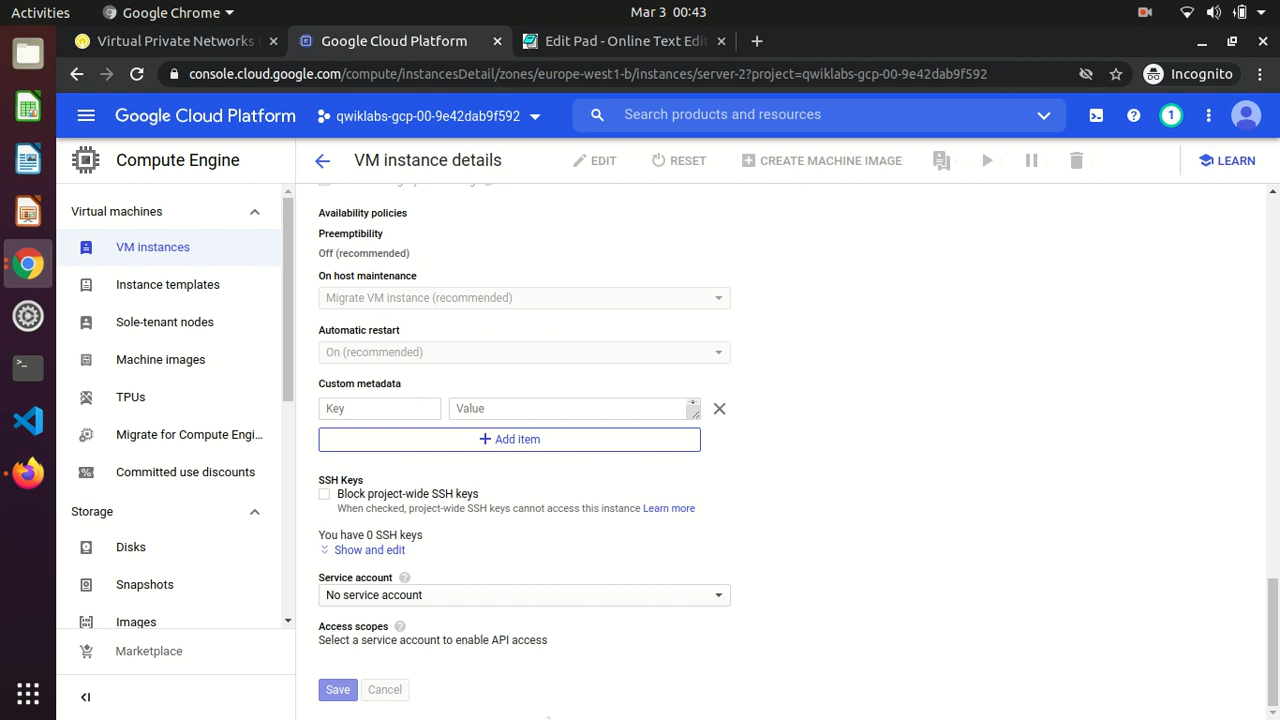 Activities
Google Chrome
Mar 3 00:43
Virtual Private Networks
Google Cloud Platform
Edit Pad - Online Text Edit
console.cloud.google.com/compute/instancesDetail/zones/europe-west1-b/instances/server-2?project=qwiklabs-gcp-00-9e42dab9f592
Incognito
Google Cloud Platform
qwiklabs-gcp-00-9e42dab9f592
Search products and resources
1
Compute Engine
VM instance details
EDIT
RESET
CREATE MACHINE IMAGE
LEARN
Virtual machines
VM instances
Instance templates
Sole-tenant nodes
Machine images
TPUs
Migrate for Compute Engi...
Committed use discounts
Storage
Disks
Snapshots
Images
Marketplace
Availability policies
Preemptibility
Off (recommended)
On host maintenance
Migrate VM instance (recommended)
Automatic restart
On (recommended)
Custom metadata
Key
Value
Add item
SSH Keys
Block project-wide SSH keys
When checked, project-wide SSH keys cannot access this instance Learn more
You have 0 SSH keys
Show and edit
Service account
No service account
Access scopes
Select a service account to enable API access
Save
Cancel